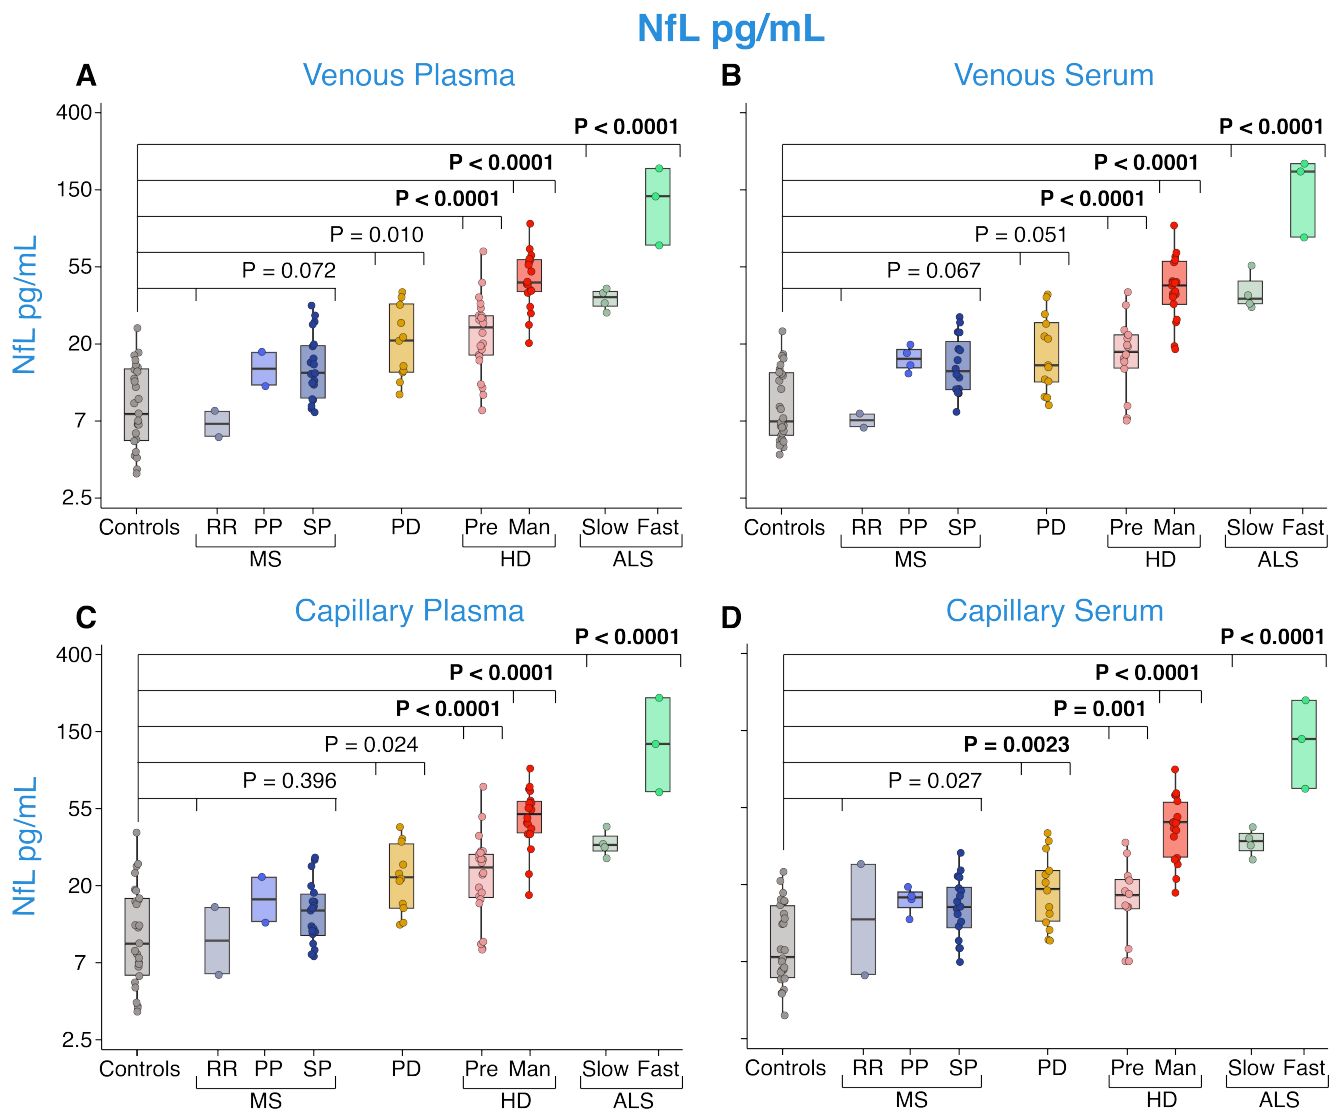 NfL pg/mL
A
Venous Plasma
NfL pg/mL
400
150
55
20
7
2.5
P < 0.0001
P < 0.0001
P < 0.0001
P = 0.010
P = 0.072
Controls RR PP SP PD Pre Man Slow Fast
MS HD ALS
B
Venous Serum
P < 0.0001
P < 0.0001
P < 0.0001
P = 0.051
P = 0.067
Controls RR PP SP PD Pre Man Slow Fast
MS HD ALS
C
Capillary Plasma
NfL pg/mL
400
150
55
20
7
2.5
P < 0.0001
P < 0.0001
P < 0.0001
P = 0.024
P = 0.396
Controls RR PP SP PD Pre Man Slow Fast
MS HD ALS
D
Capillary Serum
P < 0.0001
P < 0.0001
P = 0.001
P = 0.0023
P = 0.027
Controls RR PP SP PD Pre Man Slow Fast
MS HD ALS